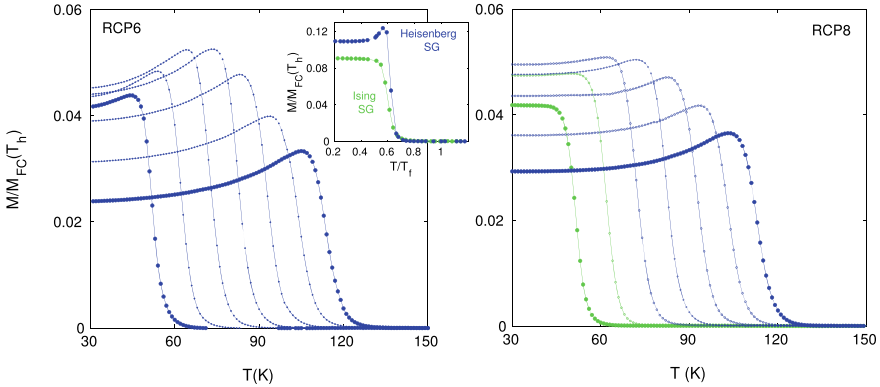 RCP6
M/M_FC(T_h)
0.06
0.04
0.02
0
30
60
90
120
150
T(K)
Heisenberg
SG
Ising
SG
M/M_FC(T_h)
0.12
0.08
0.04
0
0.2
0.4
0.6
0.8
1
T/T_f
RCP8
0.06
0.04
0.02
0
30
60
90
120
150
T (K)